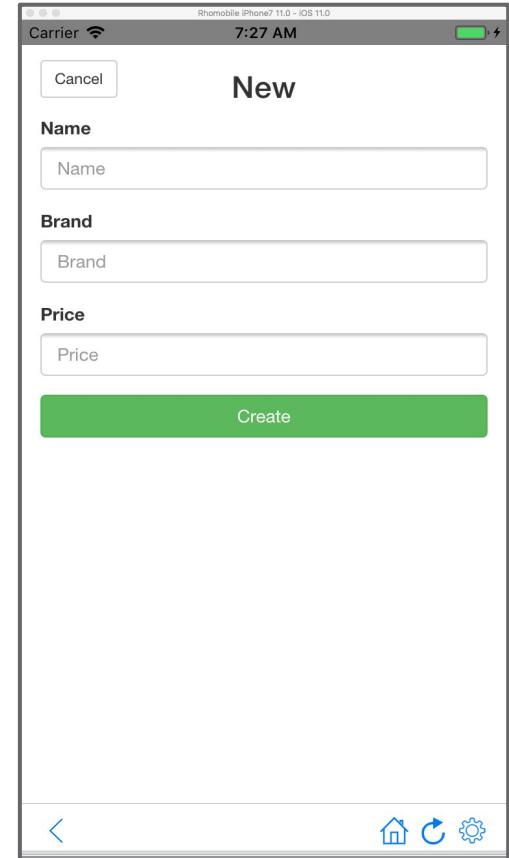 Rhomobile iPhone7 11.0 - iOS 11.0
Carrier 7:27 AM
Cancel
New
Name
Name
Brand
Brand
Price
Price
Create